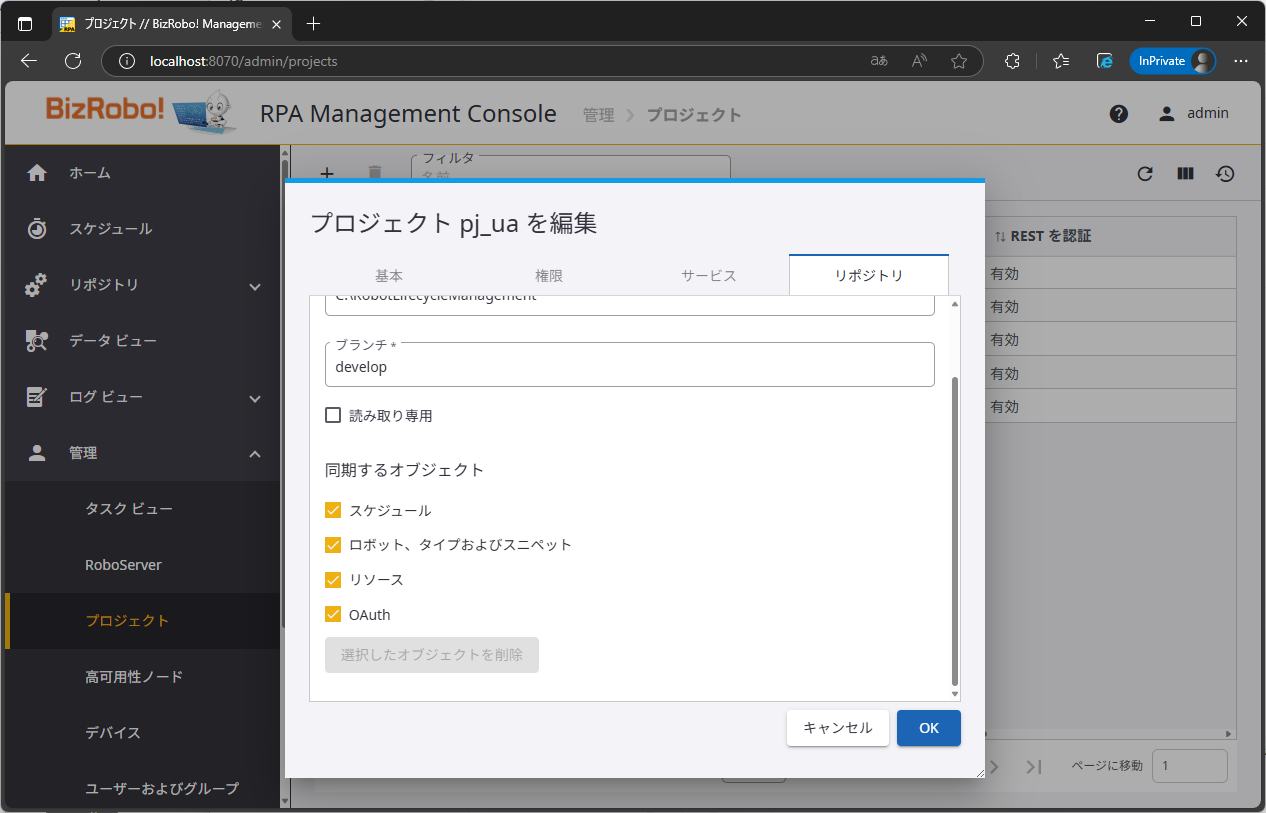 プロジェクト // BizRobo! Manageme
localhost:8070/admin/projects
InPrivate
BizRobo!
RPA Management Console
管理
プロジェクト
admin
ホーム
スケジュール
リポジトリ
データ ビュー
ログ ビュー
管理
タスク ビュー
RoboServer
プロジェクト
高可用性ノード
デバイス
ユーザーおよびグループ
フィルタ
名前
プロジェクト pj_ua を編集
基本
権限
サービス
リポジトリ
C:\RobotLifecycleManagement
ブランチ *
develop
読み取り専用
同期するオブジェクト
スケジュール
ロボット、タイプおよびスニペット
リソース
OAuth
選択したオブジェクトを削除
キャンセル
OK
REST を認証
有効
有効
有効
有効
有効
ページに移動
1